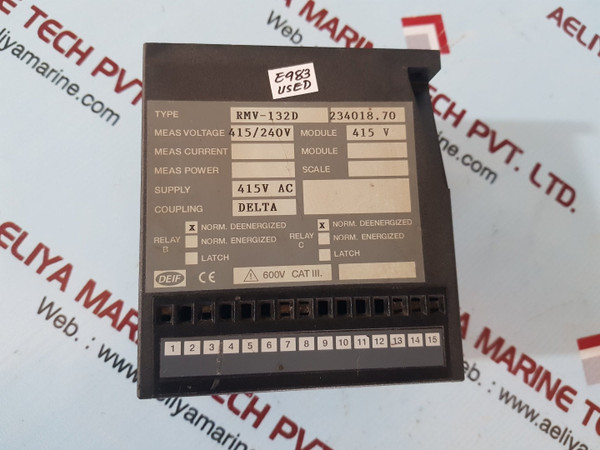 E983
USED
TYPE RMV-132D 234018.70
MEAS VOLTAGE 415/240V MODULE 415 V
MEAS CURRENT MODULE
MEAS POWER SCALE
SUPPLY 415V AC
COUPLING DELTA
RELAY B x NORM. DEENERGIZED RELAY C x NORM. DEENERGIZED
NORM. ENERGIZED NORM. ENERGIZED
LATCH LATCH
DEIF CE 600V CAT III.
1 2 3 4 5 6 7 8 9 10 11 12 13 14 15
AELIYA MARINE TECH PVT. LTD.
Web. : www.aeliyamarine.com